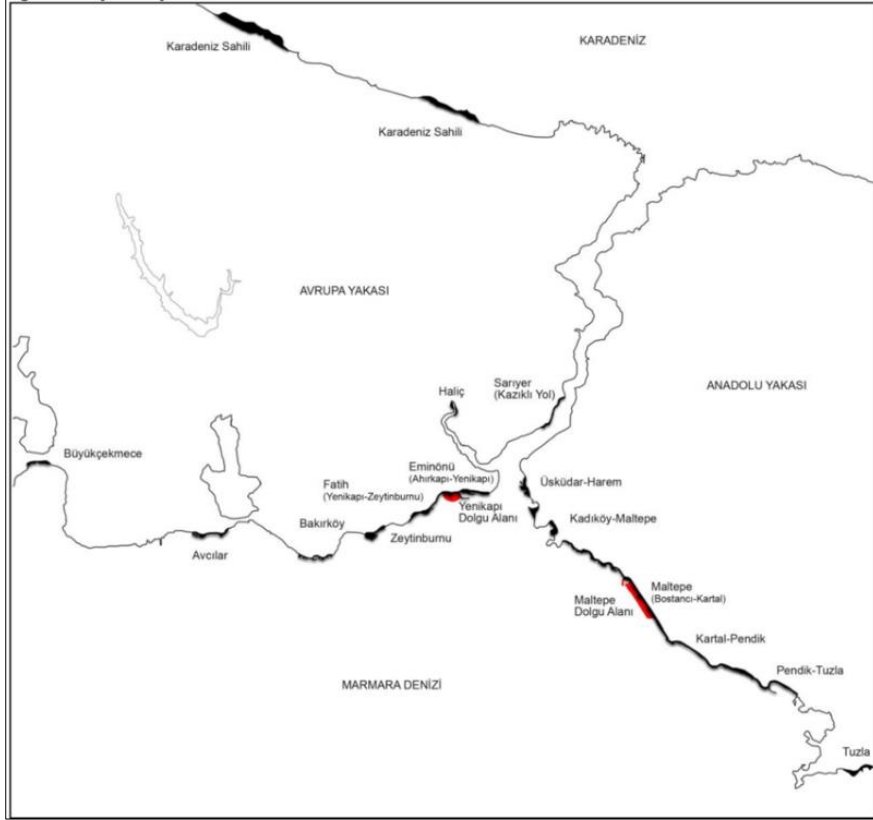 KARADENİZ
Karadeniz Sahili
Karadeniz Sahili
AVRUPA YAKASI
ANADOLU YAKASI
Haliç
Sarıyer
(Kazıklı Yol)
Büyükçekmece
Eminönü
(Ahırkapı-Yenikapı)
Fatih
(Yenikapı-Zeytinburnu)
Üsküdar-Harem
Yenikapı
Dolgu Alanı
Kadıköy-Maltepe
Bakırköy
Zeytinburnu
Avcılar
Maltepe
(Bostancı-Kartal)
Maltepe
Dolgu Alanı
Kartal-Pendik
Pendik-Tuzla
MARMARA DENİZİ
Tuzla